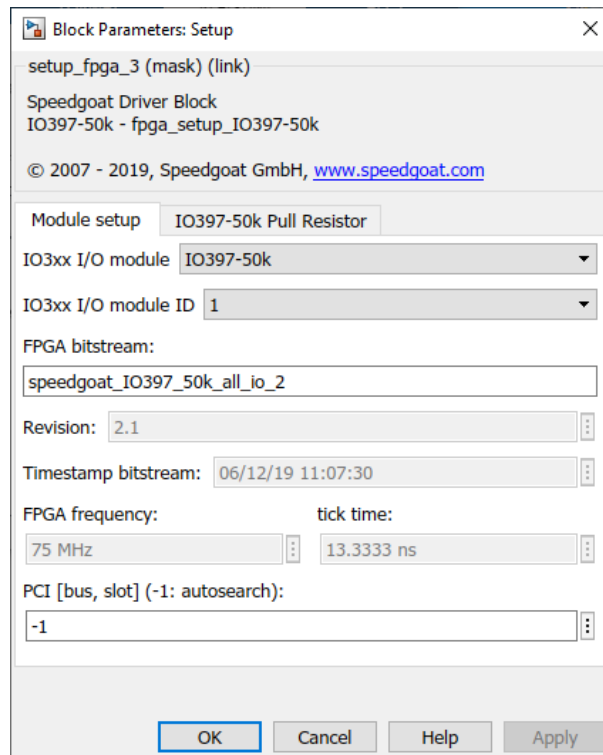 Block Parameters: Setup
setup_fpga_3 (mask) (link)
Speedgoat Driver Block
IO397-50k - fpga_setup_IO397-50k
© 2007 - 2019, Speedgoat GmbH, www.speedgoat.com
Module setup IO397-50k Pull Resistor
IO3xx I/O module IO397-50k
IO3xx I/O module ID 1
FPGA bitstream:
speedgoat_IO397_50k_all_io_2
Revision: 2.1
Timestamp bitstream: 06/12/19 11:07:30
FPGA frequency: tick time:
75 MHz 13.3333 ns
PCI [bus, slot] (-1: autosearch):
-1
OK Cancel Help Apply